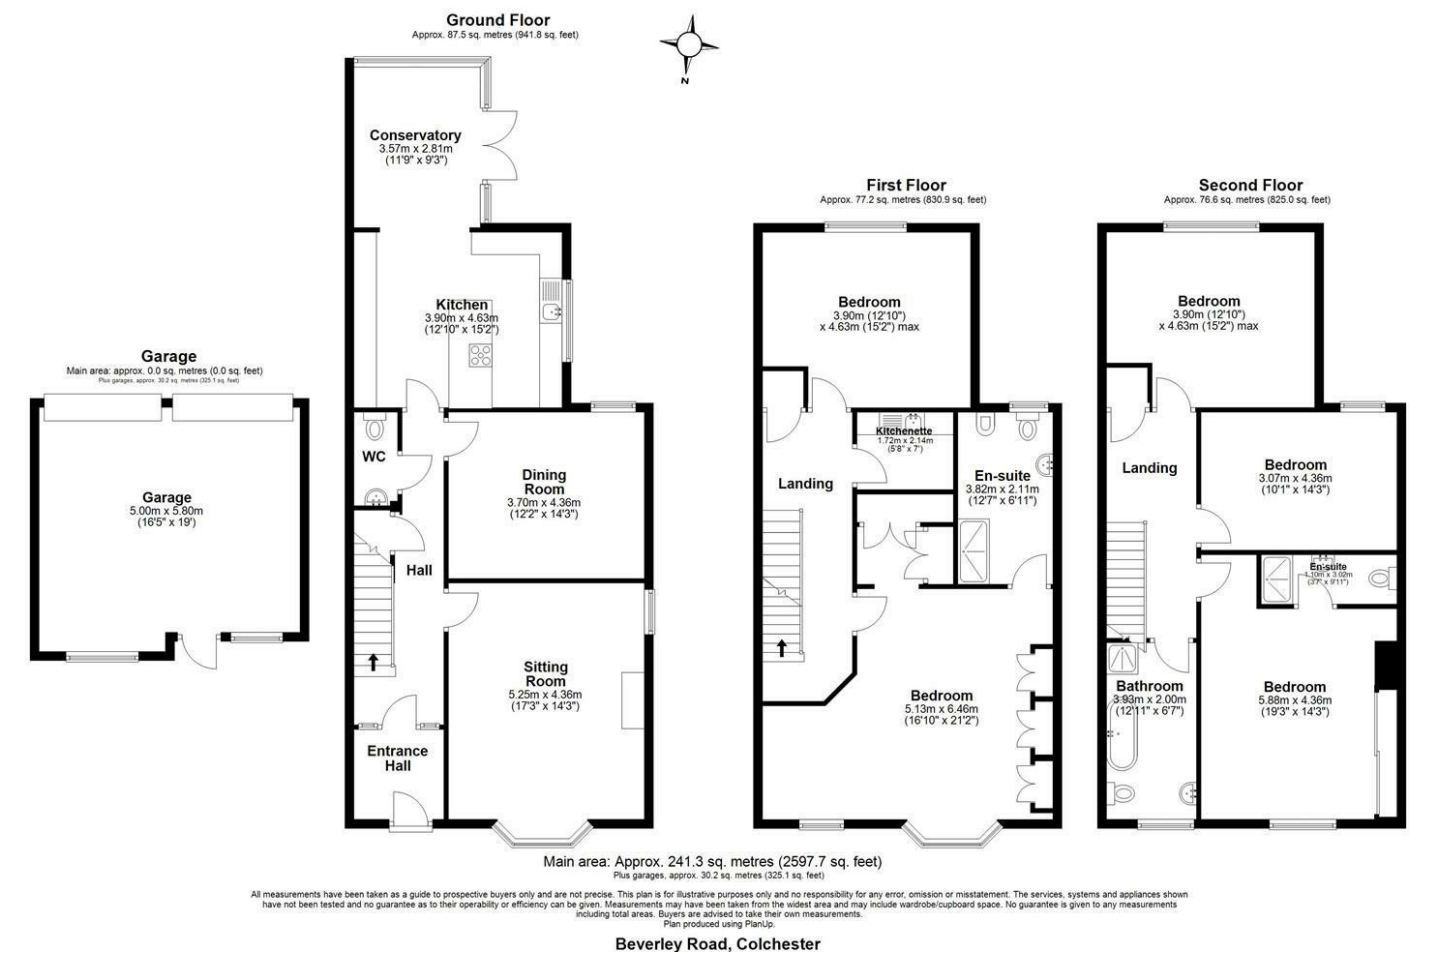 Ground Floor
Approx. 87.5 sq. metres (941.8 sq. feet)
N
Conservatory
3.57m x 2.81m
(11'9" x 9'3")
Kitchen
3.90m x 4.63m
(12'10" x 15'2")
WC
Dining
Room
3.70m x 4.36m
(12'2" x 14'3")
Hall
Sitting
Room
5.25m x 4.36m
(17'3" x 14'3")
Entrance
Hall
Garage
Main area: approx. 0.0 sq. metres (0.0 sq. feet)
Plus garages, approx. 30.2 sq. metres (325.1 sq. feet)
Garage
5.00m x 5.80m
(16'5" x 19')
First Floor
Approx. 77.2 sq. metres (830.9 sq. feet)
Bedroom
3.90m (12'10")
x 4.63m (15'2") max
Kitchenette
1.72m x 2.14m
(5'8" x 7')
Landing
En-suite
3.82m x 2.11m
(12'7" x 6'11")
Bedroom
5.13m x 6.46m
(16'10" x 21'2")
Second Floor
Approx. 76.6 sq. metres (825.0 sq. feet)
Bedroom
3.90m (12'10")
x 4.63m (15'2") max
Landing
Bedroom
3.07m x 4.36m
(10'1" x 14'3")
En-suite
1.10m x 3.02m
(3'7" x 9'11")
Bathroom
3.93m x 2.00m
(12'11" x 6'7")
Bedroom
5.88m x 4.36m
(19'3" x 14'3")
Main area: Approx. 241.3 sq. metres (2597.7 sq. feet)
Plus garages, approx. 30.2 sq. metres (325.1 sq. feet)
All measurements have been taken as a guide to prospective buyers only and are not precise. This plan is for illustrative purposes only and no responsibility for any error, omission or misstatement. The services, systems and appliances shown
have not been tested and no guarantee as to their operability or efficiency can be given. Measurements may have been taken from the widest area and may include wardrobe/cupboard space. No guarantee is given to any measurements
including total areas. Buyers are advised to take their own measurements.
Plan produced using PlanUp.
Beverley Road, Colchester